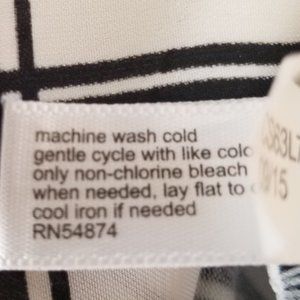 machine wash cold
gentle cycle with like
only non-chlorine bleach
when needed, lay flat to
cool iron if needed
RN54874